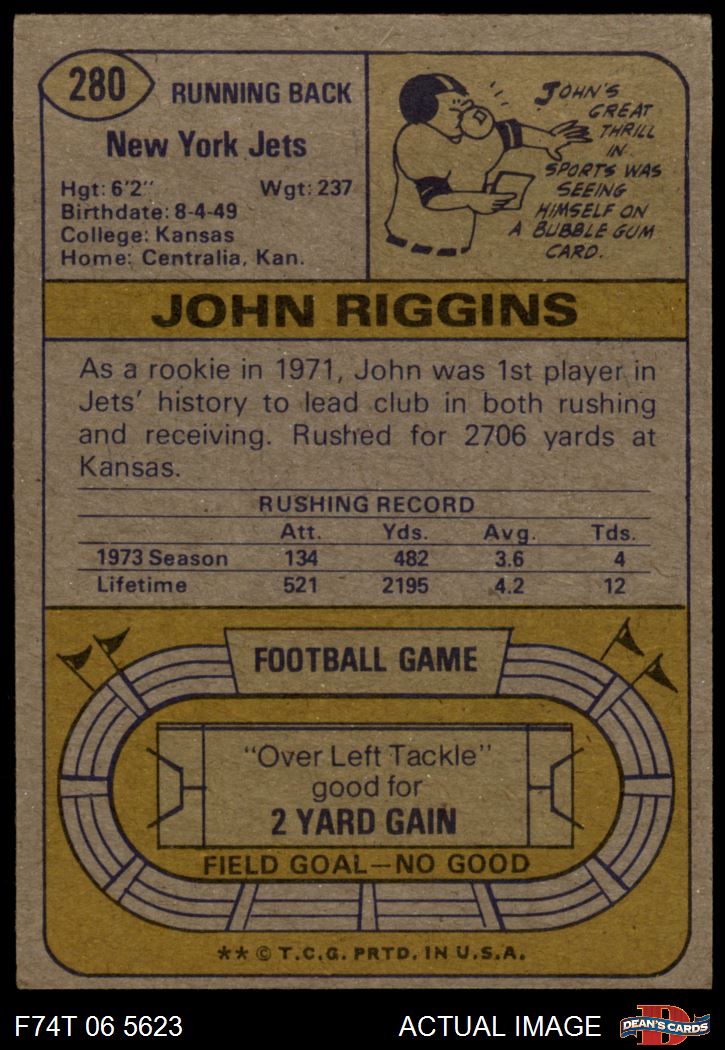 280
RUNNING BACK
New York Jets
Hgt: 6'2" Wgt: 237
Birthdate: 8-4-49
College: Kansas
Home: Centralia, Kan.
JOHN'S
GREAT
THRILL
IN
SPORTS WAS
SEEING
HIMSELF ON
A BUBBLE GUM
CARD.
JOHN RIGGINS
As a rookie in 1971, John was 1st player in
Jets' history to lead club in both rushing
and receiving. Rushed for 2706 yards at
Kansas.
RUSHING RECORD
Att. Yds. Avg. Tds.
1973 Season 134 482 3.6 4
Lifetime 521 2195 4.2 12
FOOTBALL GAME
"Over Left Tackle"
good for
2 YARD GAIN
FIELD GOAL—NO GOOD
** © T.C.G. PRTD. IN U.S.A.
F74T 06 5623 ACTUAL IMAGE
D
DEAN'S CARDS